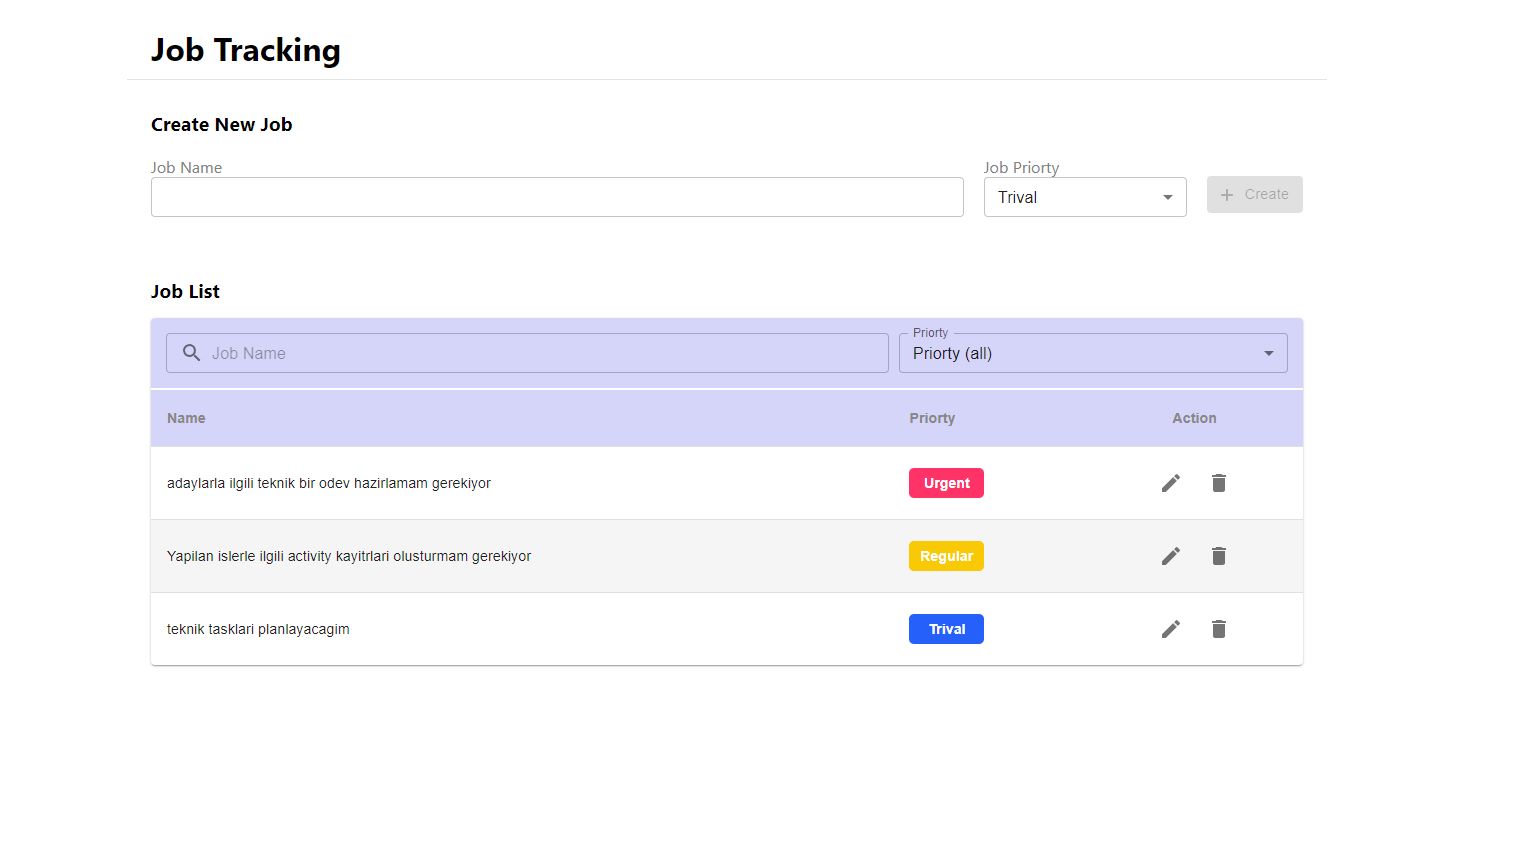 Job Tracking
Create New Job
Job Name
Job Priorty
Trival
Create
Job List
Job Name
Priorty
Priorty (all)
Name Priorty Action
adaylarla ilgili teknik bir odev hazirlamam gerekiyor Urgent
Yapilan islerle ilgili activity kayitrlari olusturmam gerekiyor Regular
teknik tasklari planlayacagim Trival